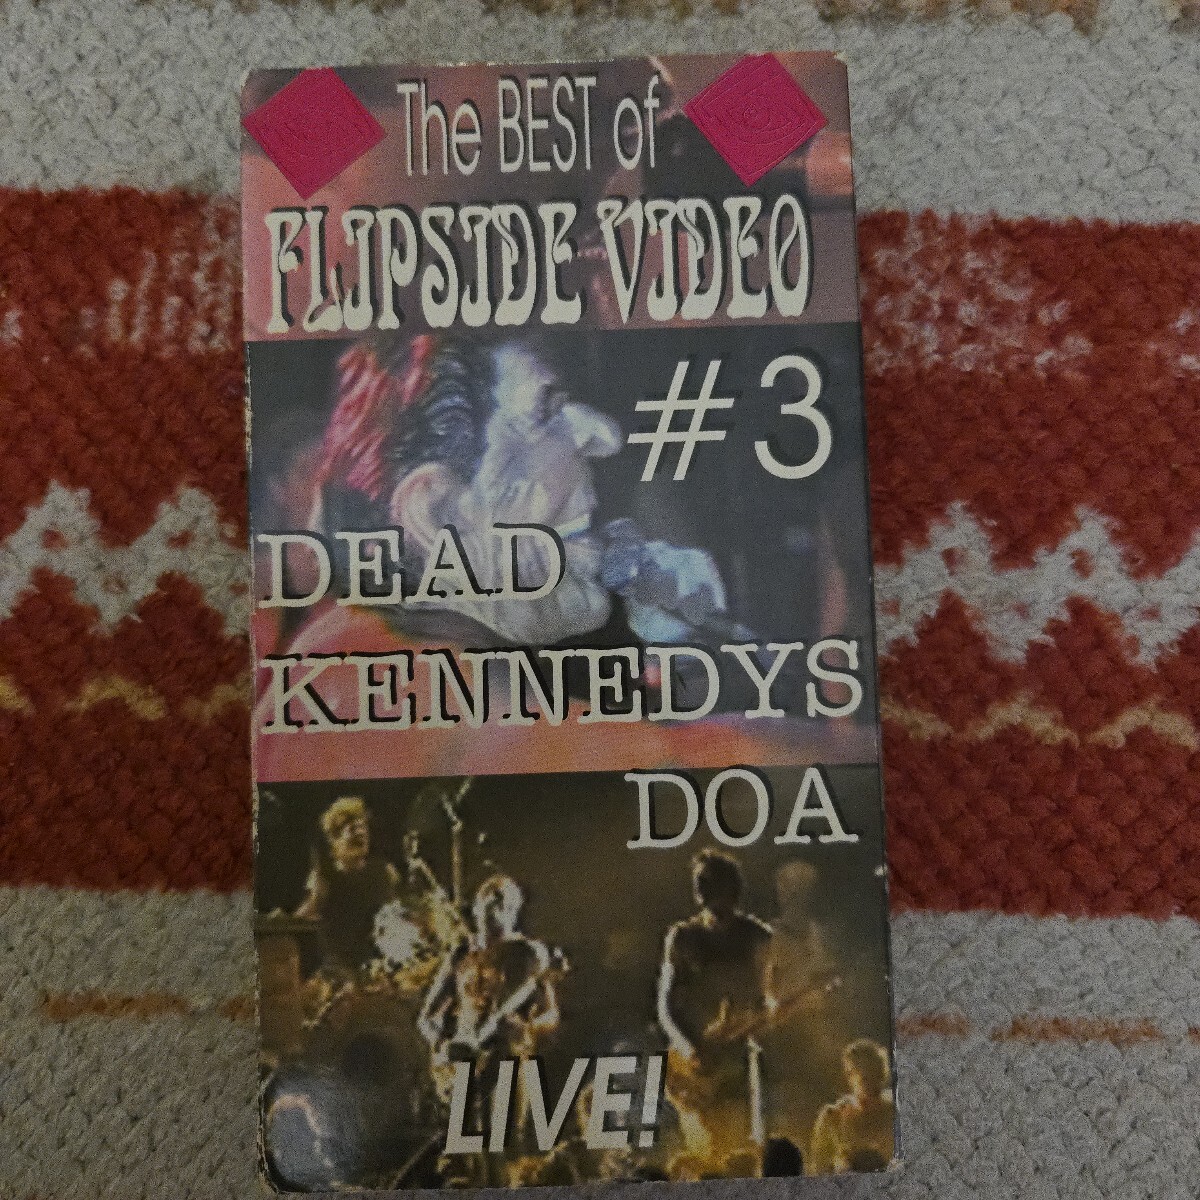 The BEST of
FLIPSIDE VIDEO
#3
DEAD
KENNEDYS
DOA
LIVE!